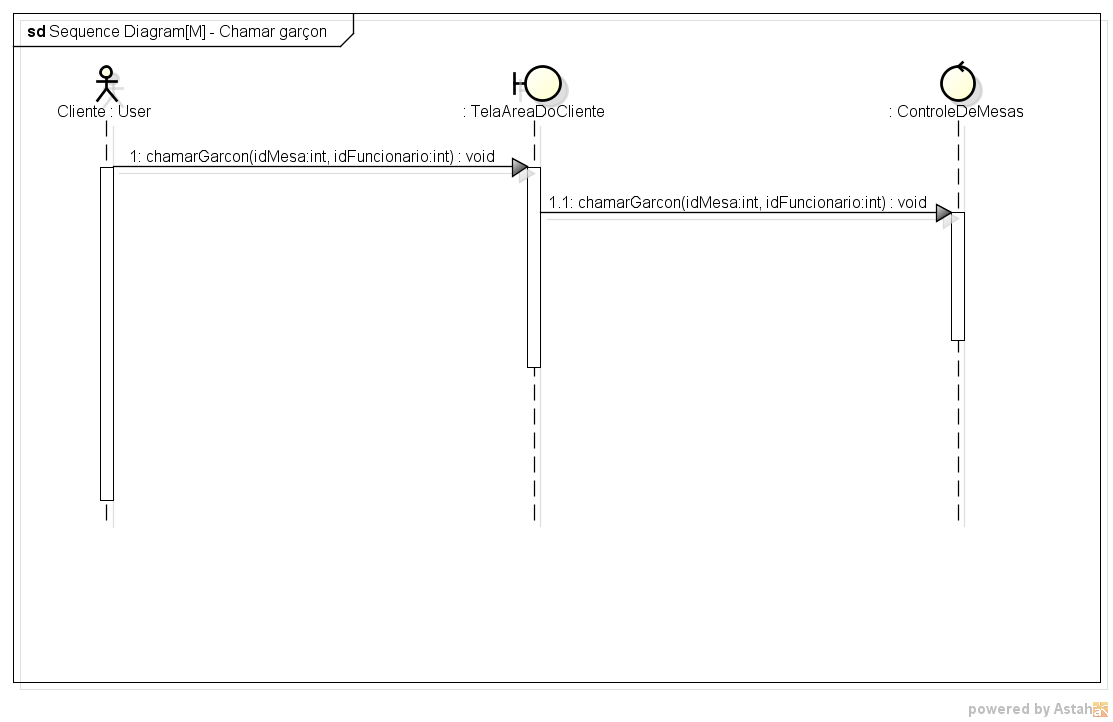 sd Sequence Diagram[M] - Chamar garçon
Cliente : User
: TelaAreaDoCliente
: ControleDeMesas
1: chamarGarcon(idMesa:int, idFuncionario:int) : void
1.1: chamarGarcon(idMesa:int, idFuncionario:int) : void
powered by Astah